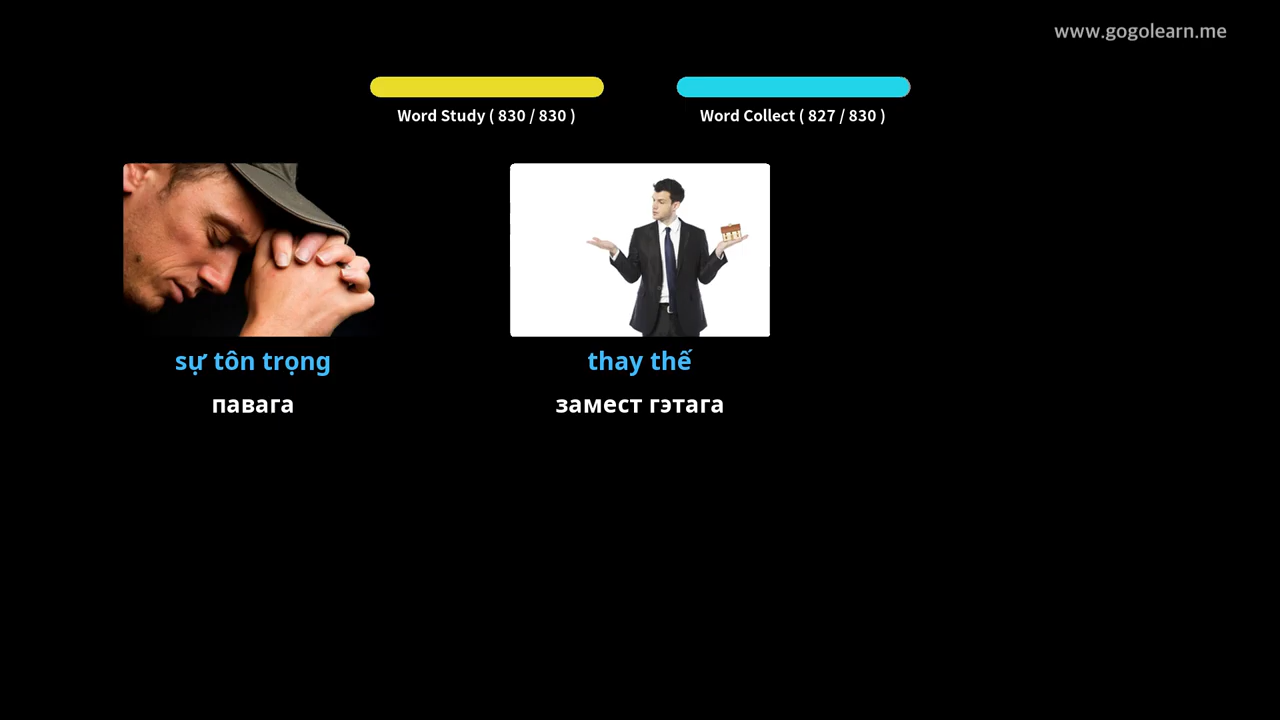 www.gogolearn.me
Word Study ( 830 / 830 )
Word Collect ( 827 / 830 )
sự tôn trọng
thay thế
павага
замест гэтага